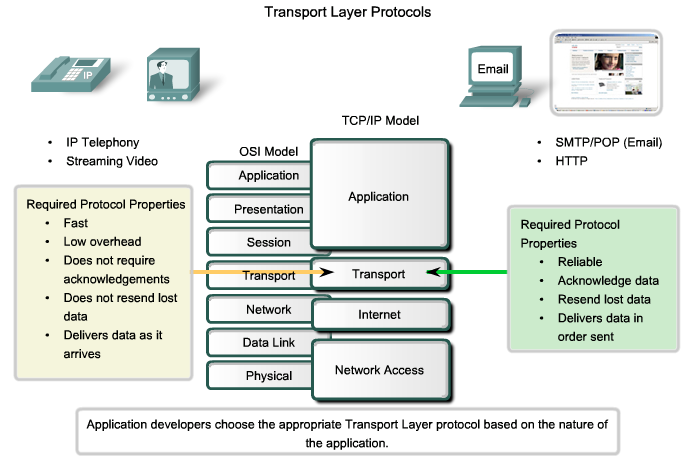 Transport Layer Protocols
IP
Email
TCP/IP Model
• IP Telephony
• Streaming Video
• SMTP/POP (Email)
• HTTP
OSI Model
Application
Presentation
Session
Transport
Network
Data Link
Physical
Application
Transport
Internet
Network Access
Required Protocol Properties
• Fast
• Low overhead
• Does not require
acknowledgements
• Does not resend lost
data
• Delivers data as it
arrives
Required Protocol
Properties
• Reliable
• Acknowledge data
• Resend lost data
• Delivers data in
order sent
Application developers choose the appropriate Transport Layer protocol based on the nature of
the application.